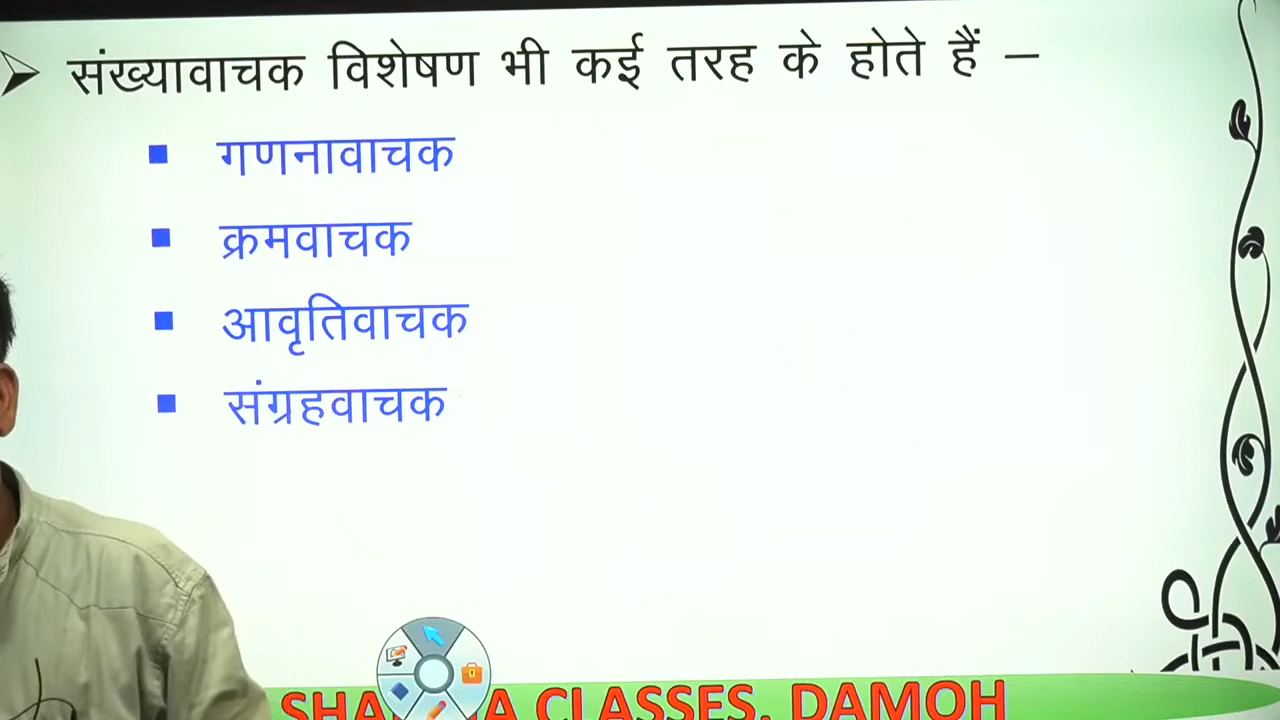 संख्यावाचक विशेषण भी कई तरह के होते हैं –
गणनावाचक
क्रमवाचक
आवृतिवाचक
संग्रहवाचक
CLASSES, DAMOH